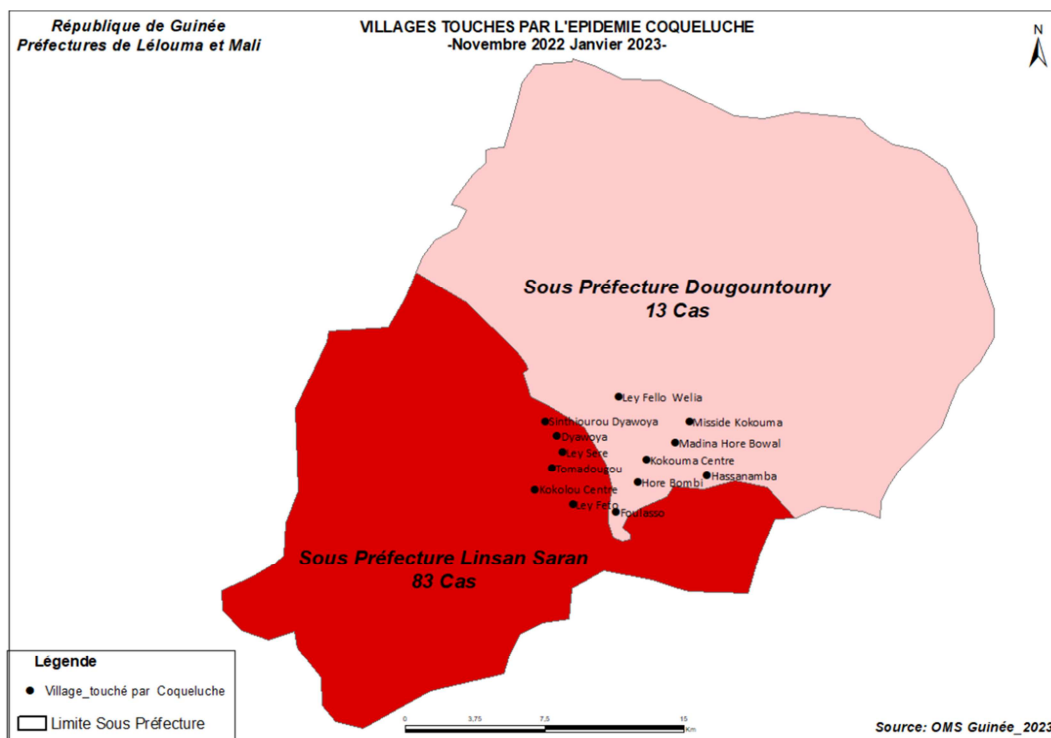 République de Guinée
Préfectures de Lélouma et Mali
VILLAGES TOUCHES PAR L'EPIDEMIE COQUELUCHE
-Novembre 2022 Janvier 2023-
N
Sous Préfecture Dougountouny
13 Cas
Ley Fello Welia
Sinthiourou Dyawoya
Misside Kokouma
Dyawoya
Madina Hore Bowal
Ley Sere
Kokouma Centre
Tomadougou
Hassanamba
Hore Bombi
Kokolou Centre
Ley Feto
Foulasso
Sous Préfecture Linsan Saran
83 Cas
Légende
Village_touché par Coqueluche
Limite Sous Préfecture
0 3,75 7,5 15
Km
Source: OMS Guinée_2023